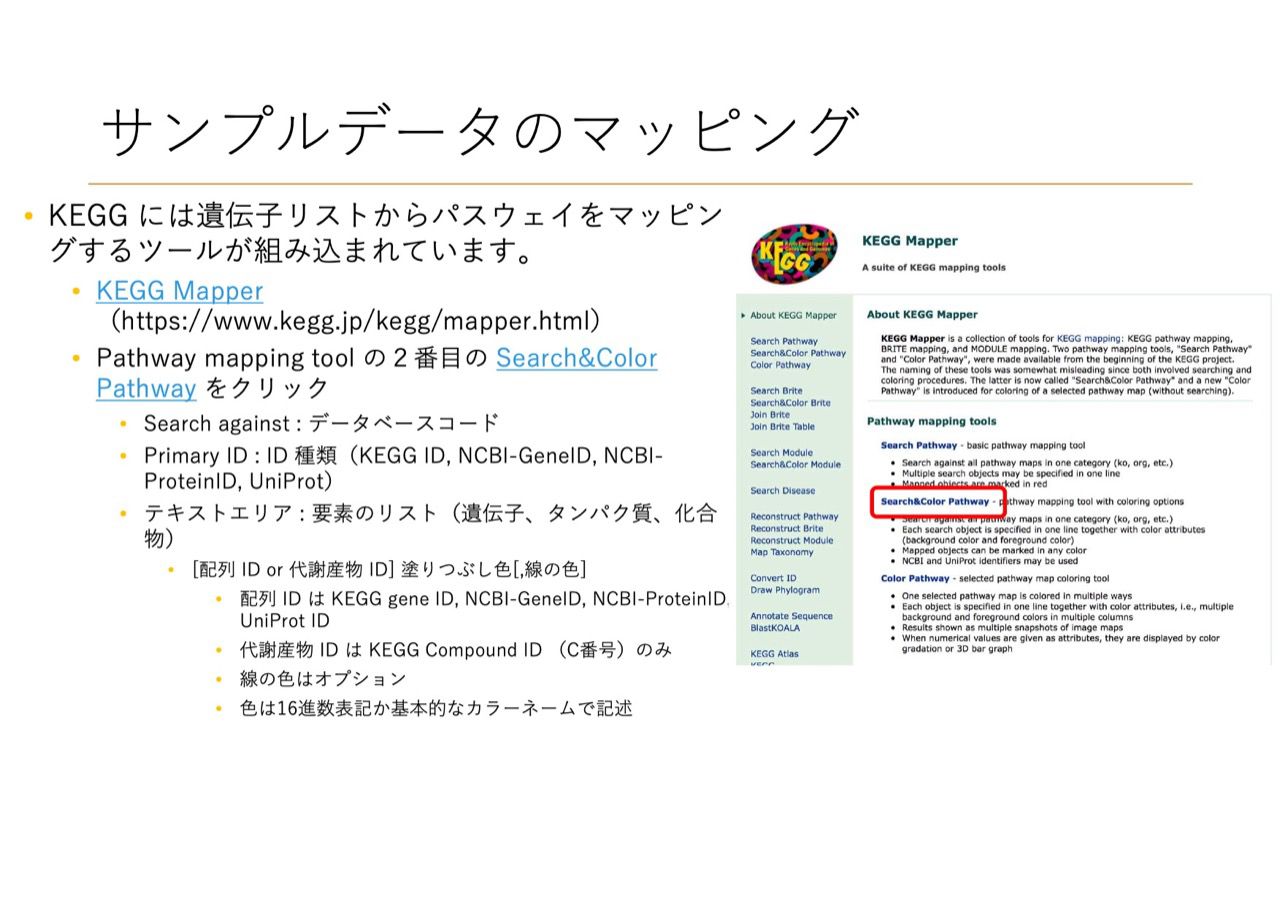 サンプルデータのマッピング
• KEGG には遺伝子リストからパスウェイをマッピン
グするツールが組み込まれています。
• KEGG Mapper
（https://www.kegg.jp/kegg/mapper.html）
• Pathway mapping tool の２番目の Search&Color
Pathway をクリック
• Search against : データベースコード
• Primary ID : ID 種類（KEGG ID, NCBI-GeneID, NCBI-
ProteinID, UniProt）
• テキストエリア : 要素のリスト（遺伝子、タンパク質、化合
物）
• [配列 ID or 代謝産物 ID] 塗りつぶし色[,線の色]
• 配列 ID は KEGG gene ID, NCBI-GeneID, NCBI-ProteinID,
UniProt ID
• 代謝産物 ID は KEGG Compound ID （C番号）のみ
• 線の色はオプション
• 色は16進数表記か基本的なカラーネームで記述
KEGG
KEGG Mapper
A suite of KEGG mapping tools
About KEGG Mapper
Search Pathway
Search&Color Pathway
Color Pathway
Search Brite
Search&Color Brite
Join Brite
Join Brite Table
Search Module
Search&Color Module
Search Disease
Reconstruct Pathway
Reconstruct Brite
Reconstruct Module
Map Taxonomy
Convert ID
Draw Phylogram
Annotate Sequence
BlastKOALA
KEGG Atlas
About KEGG Mapper
KEGG Mapper is a collection of tools for KEGG mapping: KEGG pathway mapping,
BRITE mapping, and MODULE mapping. Two pathway mapping tools, "Search Pathway"
and "Color Pathway", were made available from the beginning of the KEGG project.
The naming of these tools was somewhat misleading since both involved searching and
coloring procedures. The latter is now called "Search&Color Pathway" and a new "Color
Pathway" is introduced for coloring of a selected pathway map (without searching).
Pathway mapping tools
Search Pathway - basic pathway mapping tool
• Search against all pathway maps in one category (ko, org, etc.)
• Multiple search objects may be specified in one line
• Mapped objects are marked in red
Search&Color Pathway - pathway mapping tool with coloring options
• Search against all pathway maps in one category (ko, org, etc.)
• Each search object is specified in one line together with color attributes
(background color and foreground color)
• Mapped objects can be marked in any color
• NCBI and UniProt identifiers may be used
Color Pathway - selected pathway map coloring tool
• One selected pathway map is colored in multiple ways
• Each object is specified in one line together with color attributes, i.e., multiple
background and foreground colors in multiple columns
• Results shown as multiple snapshots of image maps
• When numerical values are given as attributes, they are displayed by color
gradation or 3D bar graph